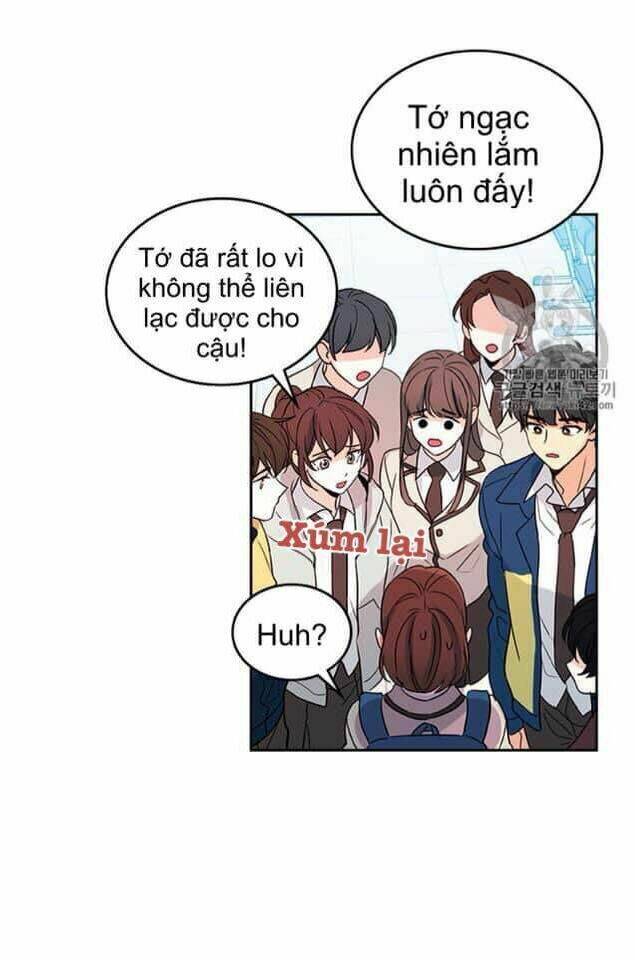 Tớ ngạc
nhiên lắm
luôn đấy!
Tớ đã rất lo vì
không thể liên
lạc được cho
cậu!
Xúm lại
Huh?